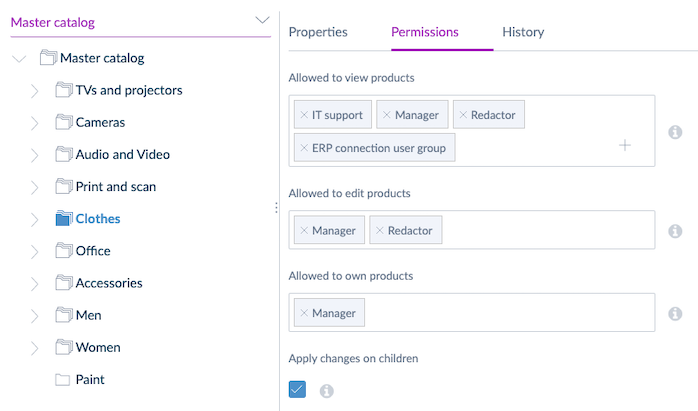 Master catalog
Master catalog
TVs and projectors
Cameras
Audio and Video
Print and scan
Clothes
Office
Accessories
Men
Women
Paint
Properties Permissions History
Allowed to view products
IT support Manager Redactor
ERP connection user group
Allowed to edit products
Manager Redactor
Allowed to own products
Manager
Apply changes on children